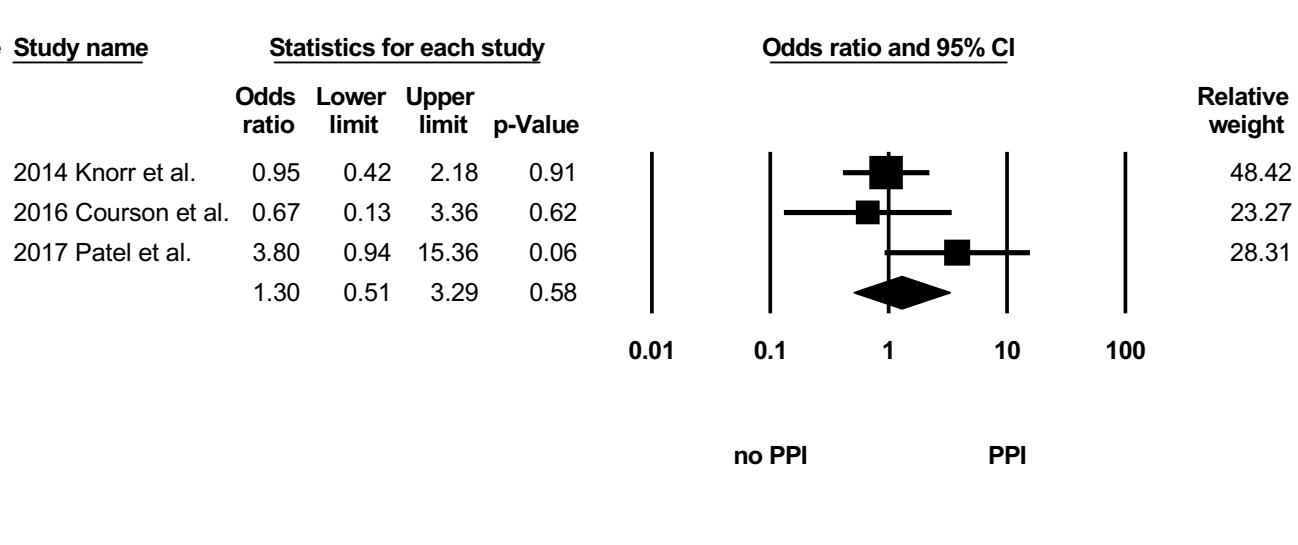 Study name Statistics for each study Odds ratio and 95% CI
Odds Lower Upper Relative
ratio limit limit p-Value weight
2014 Knorr et al. 0.95 0.42 2.18 0.91 48.42
2016 Courson et al. 0.67 0.13 3.36 0.62 23.27
2017 Patel et al. 3.80 0.94 15.36 0.06 28.31
1.30 0.51 3.29 0.58
0.01 0.1 1 10 100
no PPI PPI